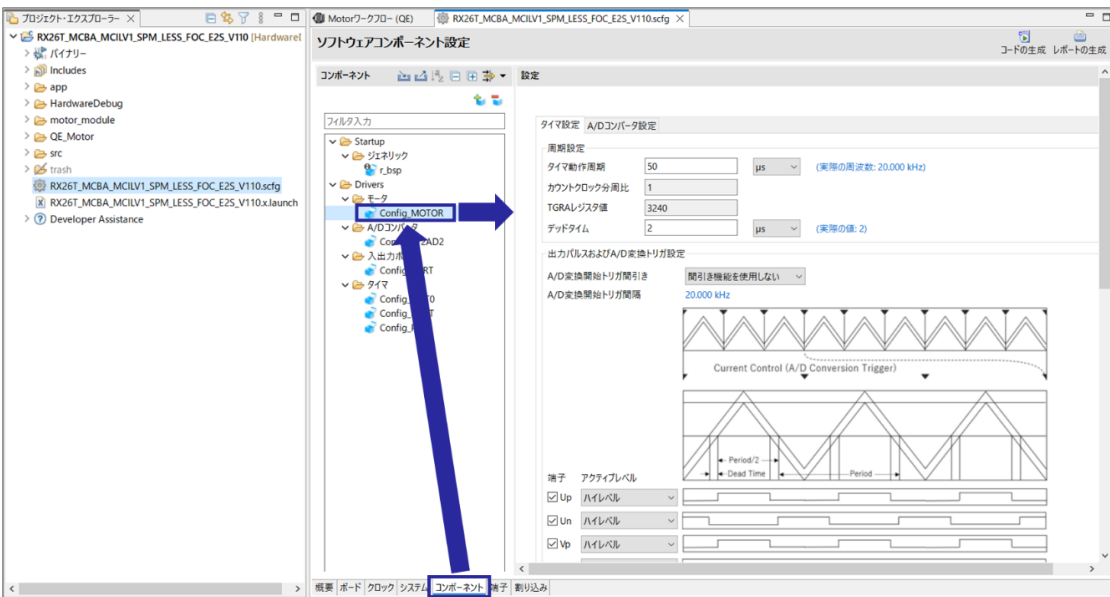 プロジェクト・エクスプローラー
RX26T_MCBA_MCILV1_SPM_LESS_FOC_E2S_V110 [Hardware
バイナリー
Includes
app
HardwareDebug
motor_module
QE_Motor
src
trash
RX26T_MCBA_MCILV1_SPM_LESS_FOC_E2S_V110.scfg
RX26T_MCBA_MCILV1_SPM_LESS_FOC_E2S_V110.x.launch
Developer Assistance
Motorワークフロー (QE)
RX26T_MCBA_MCILV1_SPM_LESS_FOC_E2S_V110.scfg
ソフトウェアコンポーネント設定
コードの生成 レポートの生成
コンポーネント
フィルタ入力
Startup
ジェネリック
r_bsp
Drivers
モータ
Config_MOTOR
A/Dコンバータ
入出力
タイマ
設定
タイマ設定 A/Dコンバータ設定
周期設定
タイマ動作周期 50 μs (実際の周波数: 20.000 kHz)
カウントクロック分周比 1
TGRAレジスタ値 3240
デッドタイム 2 μs (実際の値: 2)
出力パルスおよびA/D変換トリガ設定
A/D変換開始トリガ間引き 間引き機能を使用しない
A/D変換開始トリガ間隔 20.000 kHz
Current Control (A/D Conversion Trigger)
Period/2
Dead Time
Period
端子 アクティブレベル
Up ハイレベル
Un ハイレベル
Vp ハイレベル
概要 ボード クロック システム コンポーネント 端子 割り込み